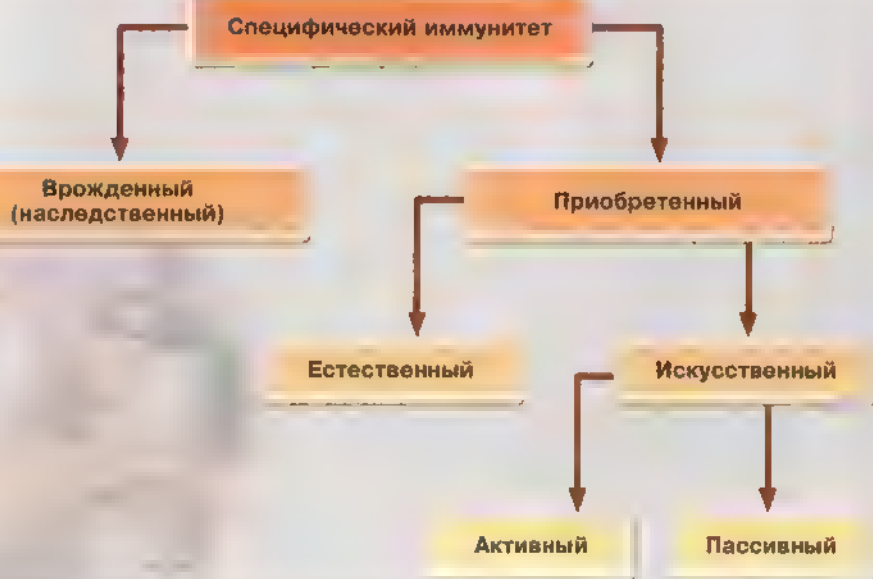 Специфический иммунитет
Врожденный
(наследственный)
Приобретенный
Естественный
Искусственный
Активный
Пассивный